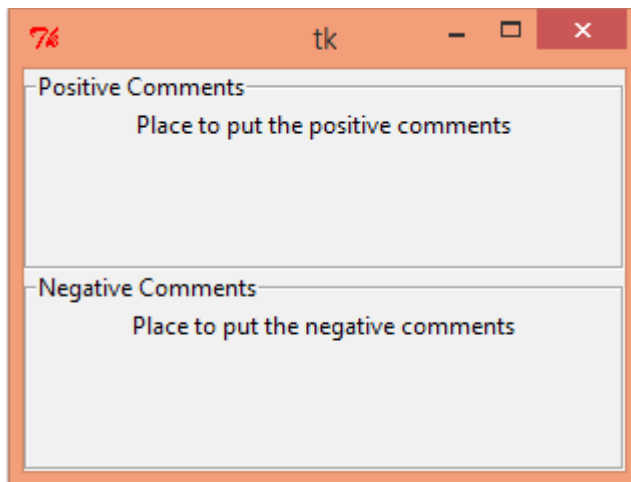 tk
Positive Comments
Place to put the positive comments
Negative Comments
Place to put the negative comments